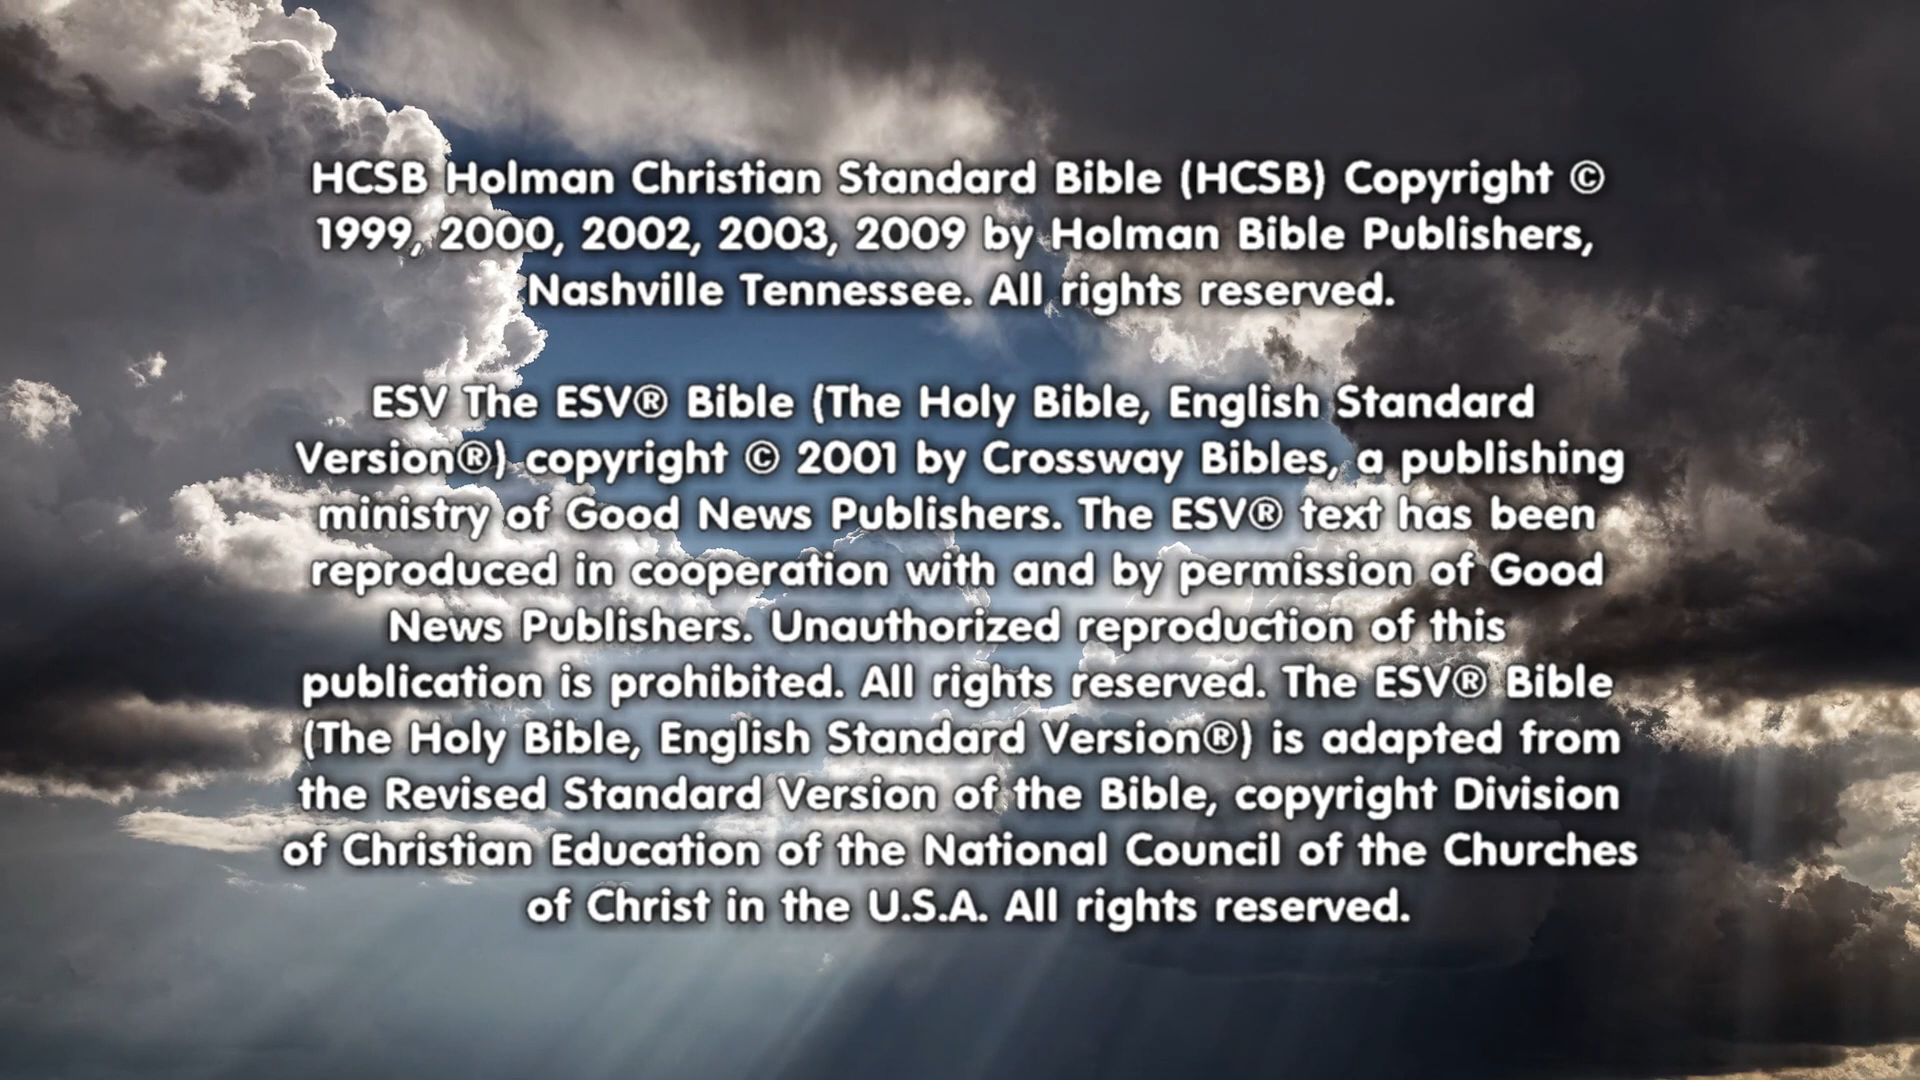 HCSB Holman Christian Standard Bible (HCSB) Copyright ©
1999, 2000, 2002, 2003, 2009 by Holman Bible Publishers,
Nashville Tennessee. All rights reserved.
ESV The ESV® Bible (The Holy Bible, English Standard
Version®) copyright © 2001 by Crossway Bibles, a publishing
ministry of Good News Publishers. The ESV® text has been
reproduced in cooperation with and by permission of Good
News Publishers. Unauthorized reproduction of this
publication is prohibited. All rights reserved. The ESV® Bible
(The Holy Bible, English Standard Version®) is adapted from
the Revised Standard Version of the Bible, copyright Division
of Christian Education of the National Council of the Churches
of Christ in the U.S.A. All rights reserved.